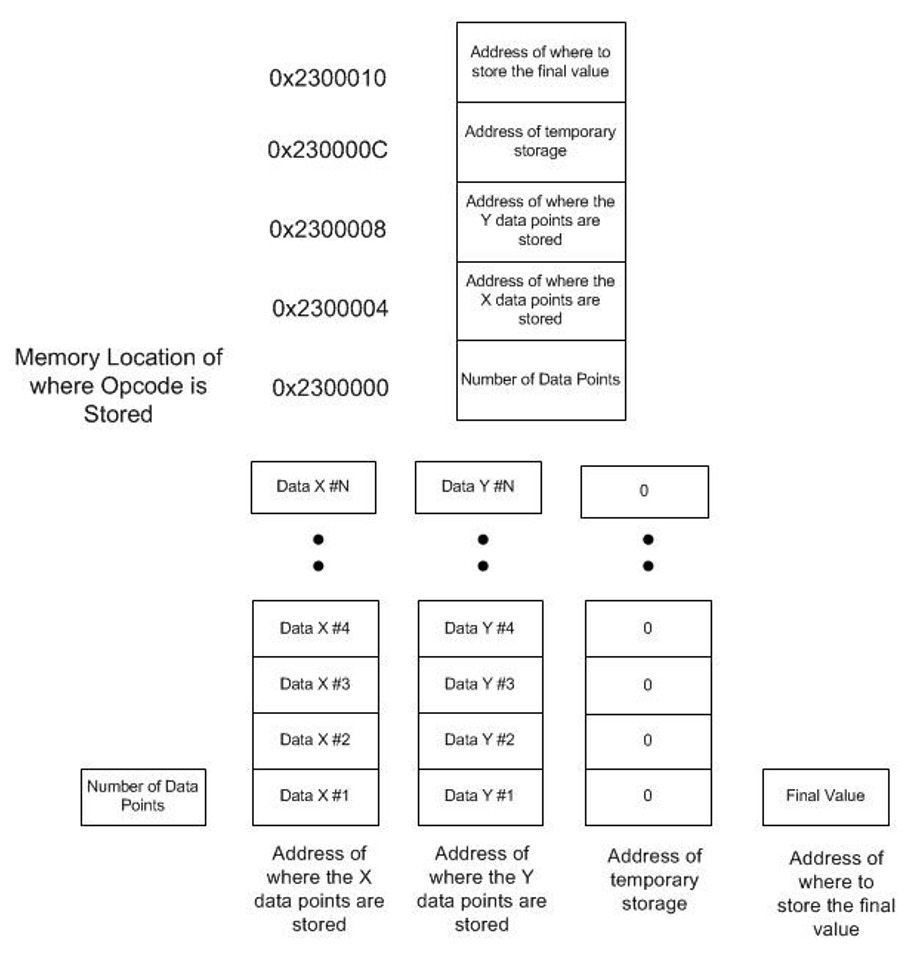 0x2300010
Address of where to
store the final value
0x230000C
Address of temporary
storage
0x2300008
Address of where the
Y data points are
stored
0x2300004
Address of where the
X data points are
stored
Memory Location of
where Opcode is
Stored
0x2300000
Number of Data Points
Data X #N
Data Y #N
0
Data X #4
Data Y #4
0
Data X #3
Data Y #3
0
Data X #2
Data Y #2
0
Number of Data
Points
Data X #1
Data Y #1
0
Final Value
Address of
where the X
data points are
stored
Address of
where the Y
data points are
stored
Address of
temporary
storage
Address of
where to
store the final
value